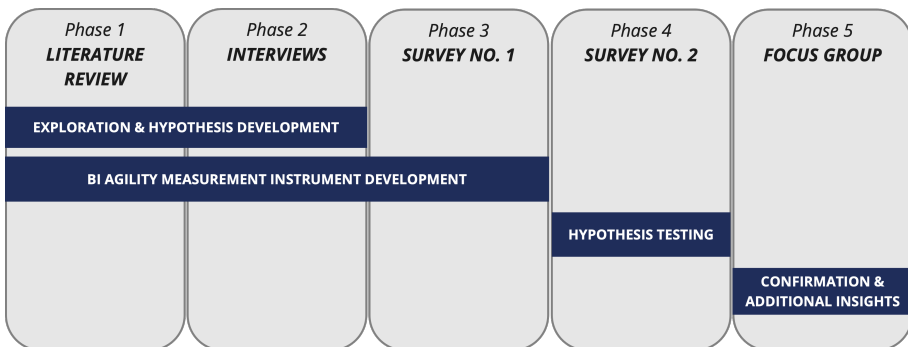 Phase 1
LITERATURE
REVIEW
Phase 2
INTERVIEWS
Phase 3
SURVEY NO. 1
Phase 4
SURVEY NO. 2
Phase 5
FOCUS GROUP
EXPLORATION & HYPOTHESIS DEVELOPMENT
BI AGILITY MEASUREMENT INSTRUMENT DEVELOPMENT
HYPOTHESIS TESTING
CONFIRMATION &
ADDITIONAL INSIGHTS